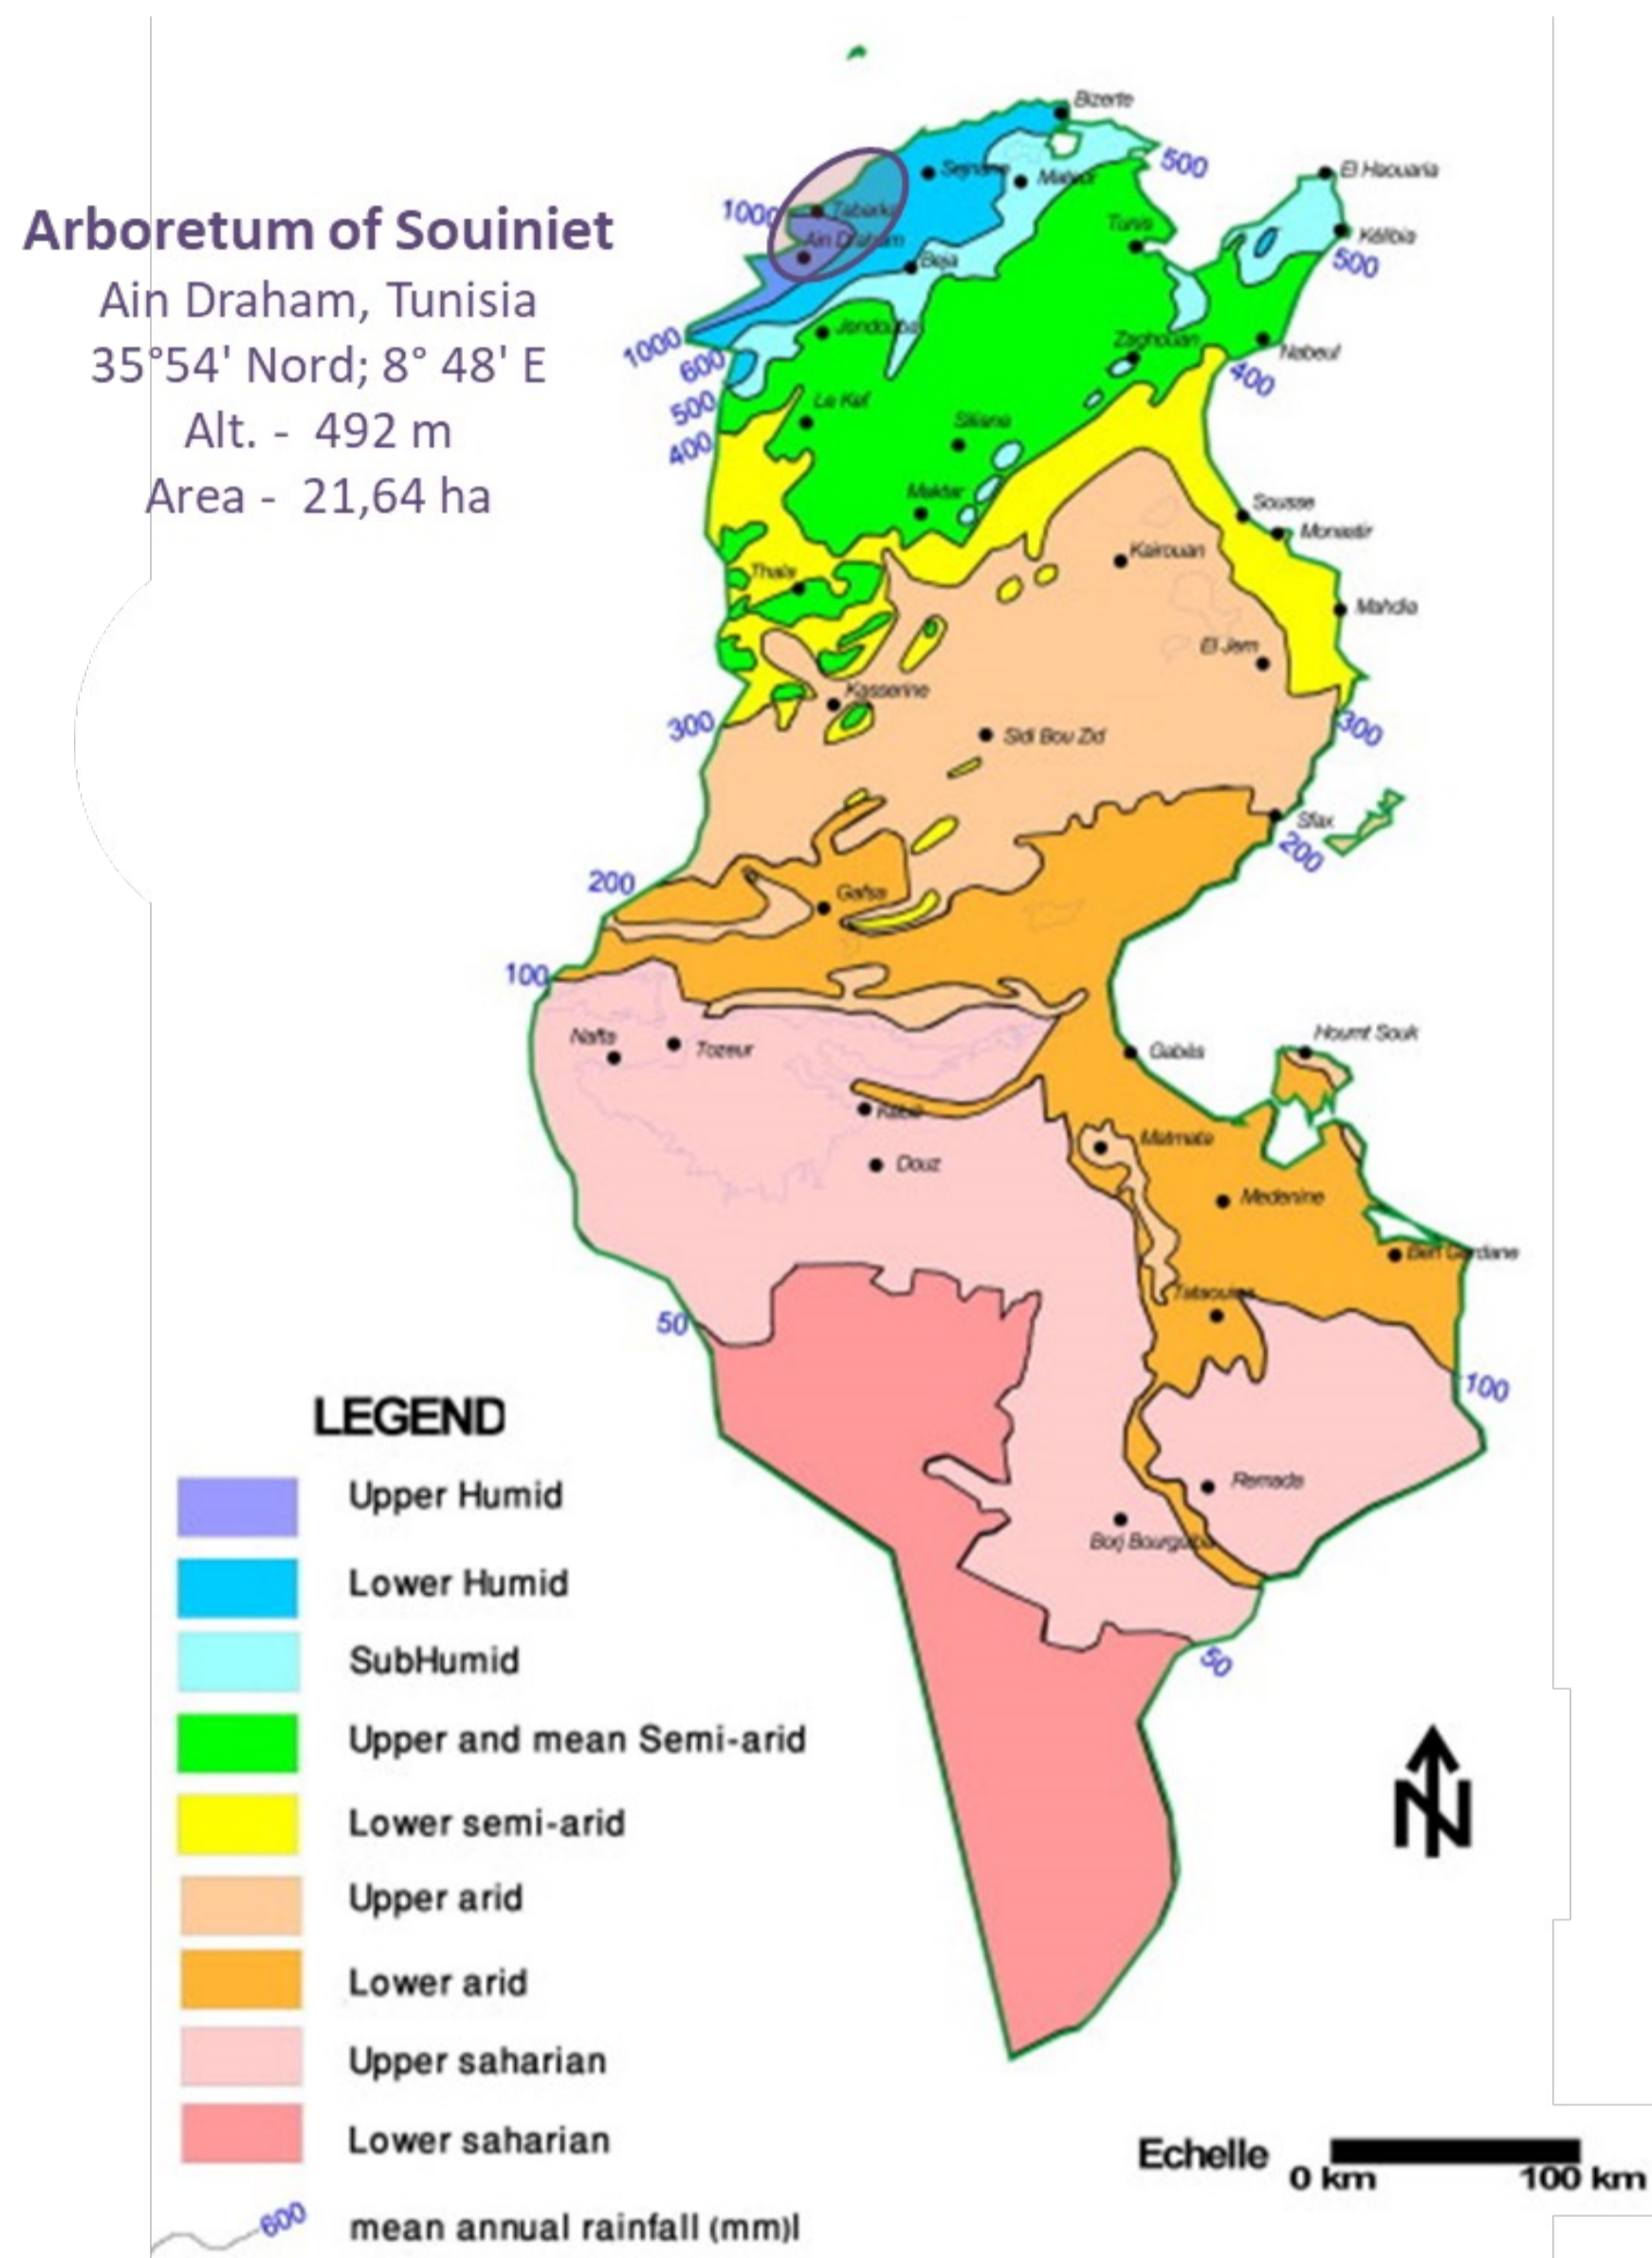 Arboretum of Souiniet
Ain Draham, Tunisia
35°54' Nord; 8° 48' E
Alt. - 492 m
Area - 21,64 ha
Bizerte
500
Sejnane
Mateur
El Haouaria
1000
Tabarka
Tunis
Kélibia
Ain Draham
Beja
500
1000
Jendouba
Zaghouan
Nabeul
600
400
500
Le Kef
Siliana
400
Maktar
Sousse
Monastir
Kairouan
Thala
Mahdia
El Jem
Kasserine
300
Sidi Bou Zid
300
Sfax
200
200
Gafsa
100
Nafta
Tozeur
Gabès
Houmt Souk
Kébili
Matmata
Douz
Medenine
Ben Gardane
Tataouine
50
100
Remada
Borj Bourguiba
50
LEGEND
Upper Humid
Lower Humid
SubHumid
Upper and mean Semi-arid
Lower semi-arid
Upper arid
Lower arid
Upper saharian
Lower saharian
600 mean annual rainfall (mm)l
N
Echelle
0 km 100 km